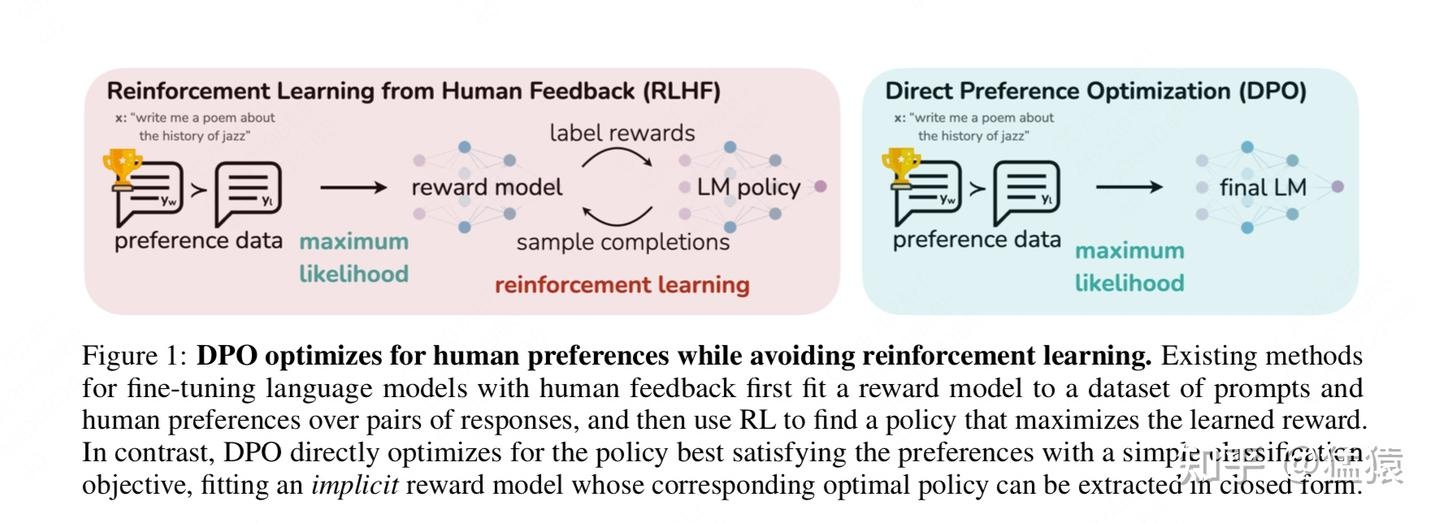 Reinforcement Learning from Human Feedback (RLHF)
x: “write me a poem about
the history of jazz”
label rewards
yw
>
yl
reward model
LM policy
preference data
maximum
likelihood
sample completions
reinforcement learning
Direct Preference Optimization (DPO)
x: “write me a poem about
the history of jazz”
yw
>
yl
final LM
preference data
maximum
likelihood
Figure 1: DPO optimizes for human preferences while avoiding reinforcement learning. Existing methods
for fine-tuning language models with human feedback first fit a reward model to a dataset of prompts and
human preferences over pairs of responses, and then use RL to find a policy that maximizes the learned reward.
In contrast, DPO directly optimizes for the policy best satisfying the preferences with a simple classification
objective, fitting an implicit reward model whose corresponding optimal policy can be extracted in closed form.
知乎 @猛猿